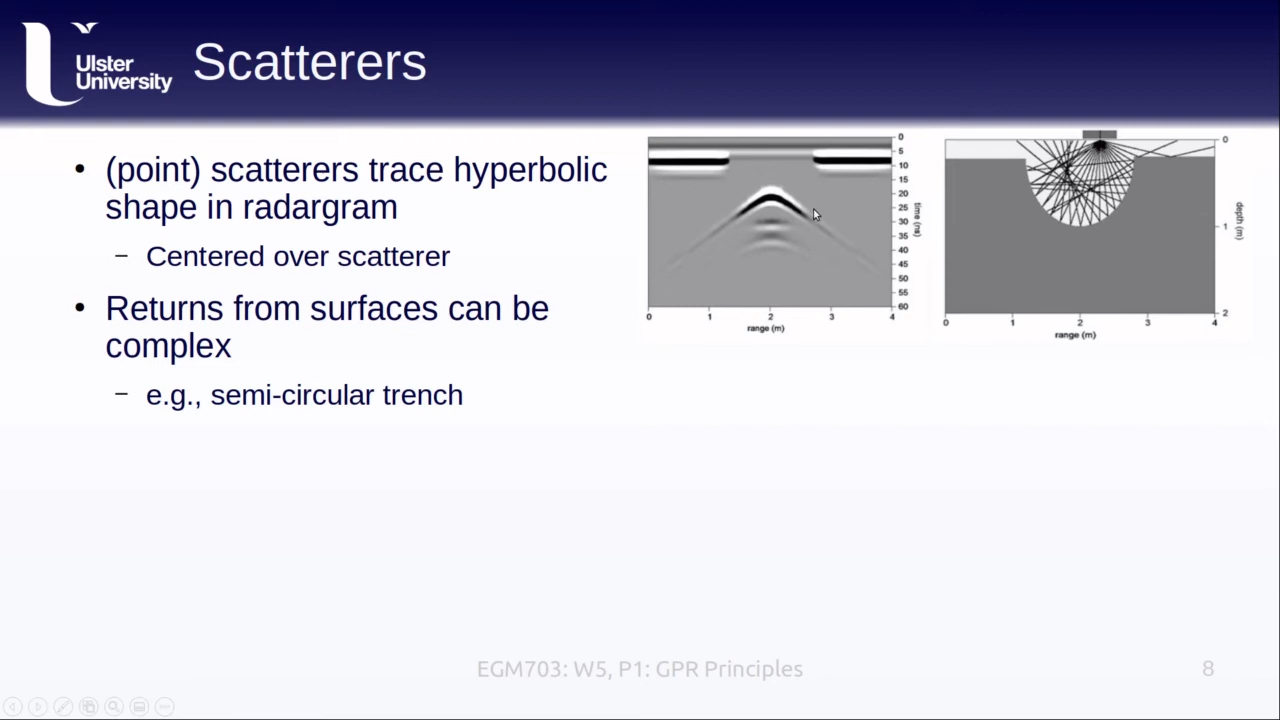 Ulster
University
Scatterers
• (point) scatterers trace hyperbolic
shape in radargram
– Centered over scatterer
• Returns from surfaces can be
complex
– e.g., semi-circular trench
0
5
10
15
20
25
30
35
40
45
50
55
60
time (ns)
0 1 2 3 4
range (m)
0
1
2
depth (m)
0 1 2 3 4
range (m)
EGM703: W5, P1: GPR Principles
8